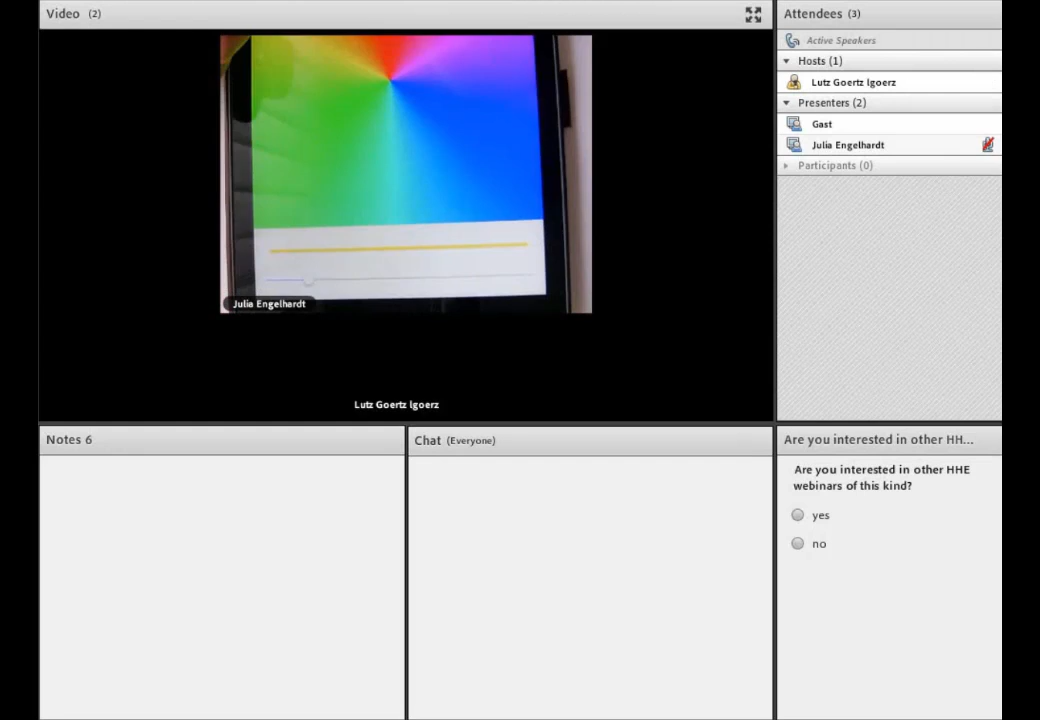 Video (2)
Julia Engelhardt
Lutz Goertz lgoerz
Attendees (3)
Active Speakers
Hosts (1)
Lutz Goertz lgoerz
Presenters (2)
Gast
Julia Engelhardt
Participants (0)
Notes 6
Chat (Everyone)
Are you interested in other HH...
Are you interested in other HHE
webinars of this kind?
yes
no